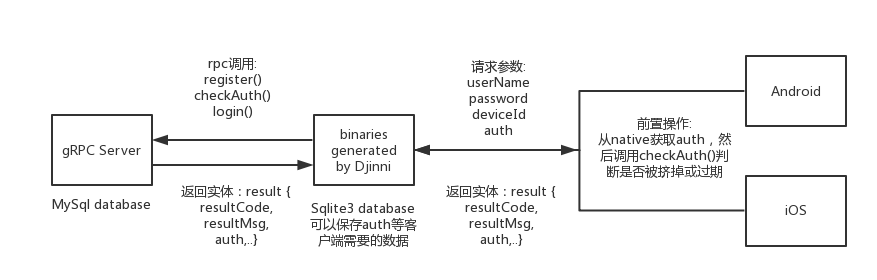 rpc调用:
register()
checkAuth()
login()
gRPC Server
MySql database
返回实体：result {
resultCode,
resultMsg,
auth,..}
binaries
generated
by Djinni
Sqlite3 database
可以保存auth等客
户端需要的数据
请求参数:
userName
password
deviceId
auth
返回实体：result {
resultCode,
resultMsg,
auth,..}
前置操作:
从native获取auth，然
后调用checkAuth()判
断是否被挤掉或过期
Android
iOS